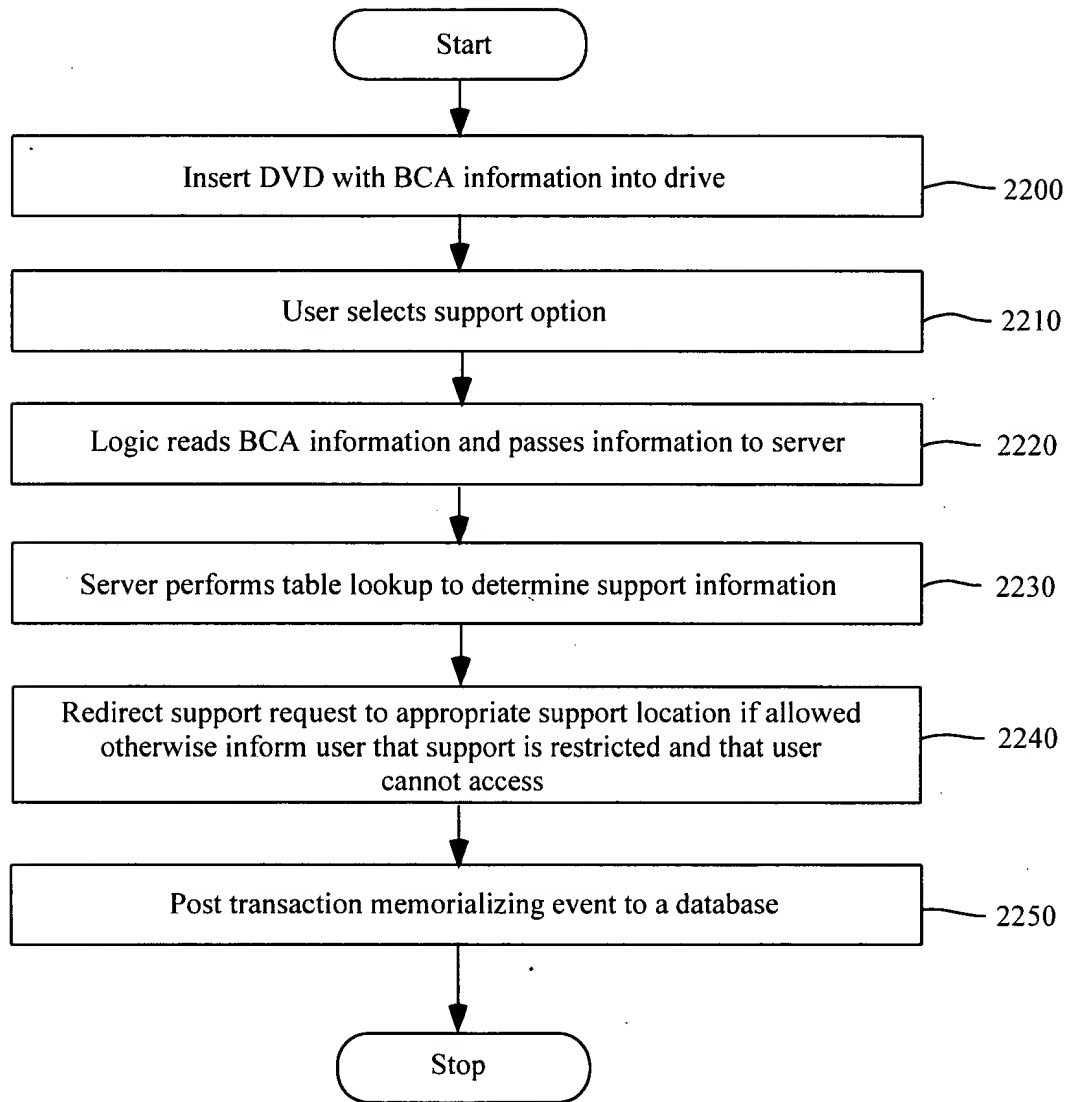 Start
Insert DVD with BCA information into drive
2200
User selects support option
2210
Logic reads BCA information and passes information to server
2220
Server performs table lookup to determine support information
2230
Redirect support request to appropriate support location if allowed
otherwise inform user that support is restricted and that user
cannot access
2240
Post transaction memorializing event to a database
2250
Stop